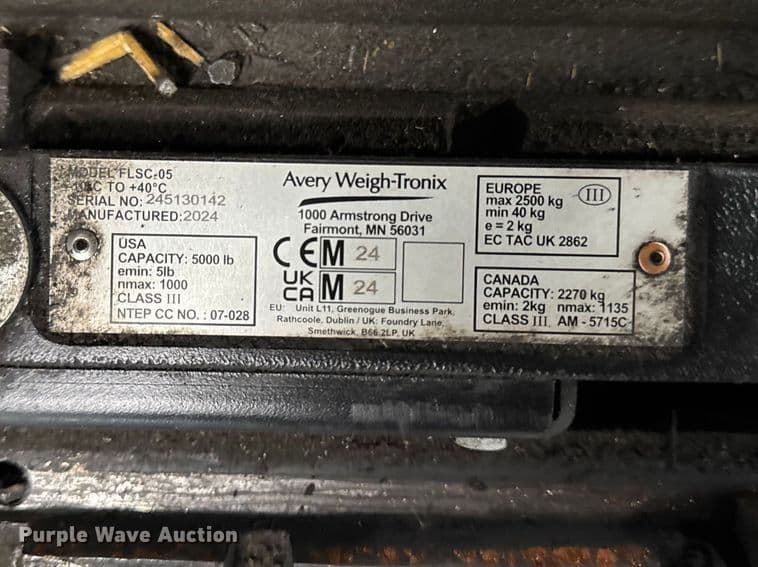 MODEL FLSC-05
-10°C TO +40°C
SERIAL NO: 245130142
MANUFACTURED:2024
USA
CAPACITY: 5000 lb
emin: 5lb
nmax: 1000
CLASS III
NTEP CC NO. : 07-028
Avery Weigh-Tronix
1000 Armstrong Drive
Fairmont, MN 56031
CE M 24
UK
CA M 24
EU: Unit L11, Greenogue Business Park,
Rathcoole, Dublin / UK: Foundry Lane,
Smethwick, B66 2LP, UK
EUROPE III
max 2500 kg
min 40 kg
e = 2 kg
EC TAC UK 2862
CANADA
CAPACITY: 2270 kg
emin: 2kg nmax: 1135
CLASS III AM - 5715C
Purple Wave Auction